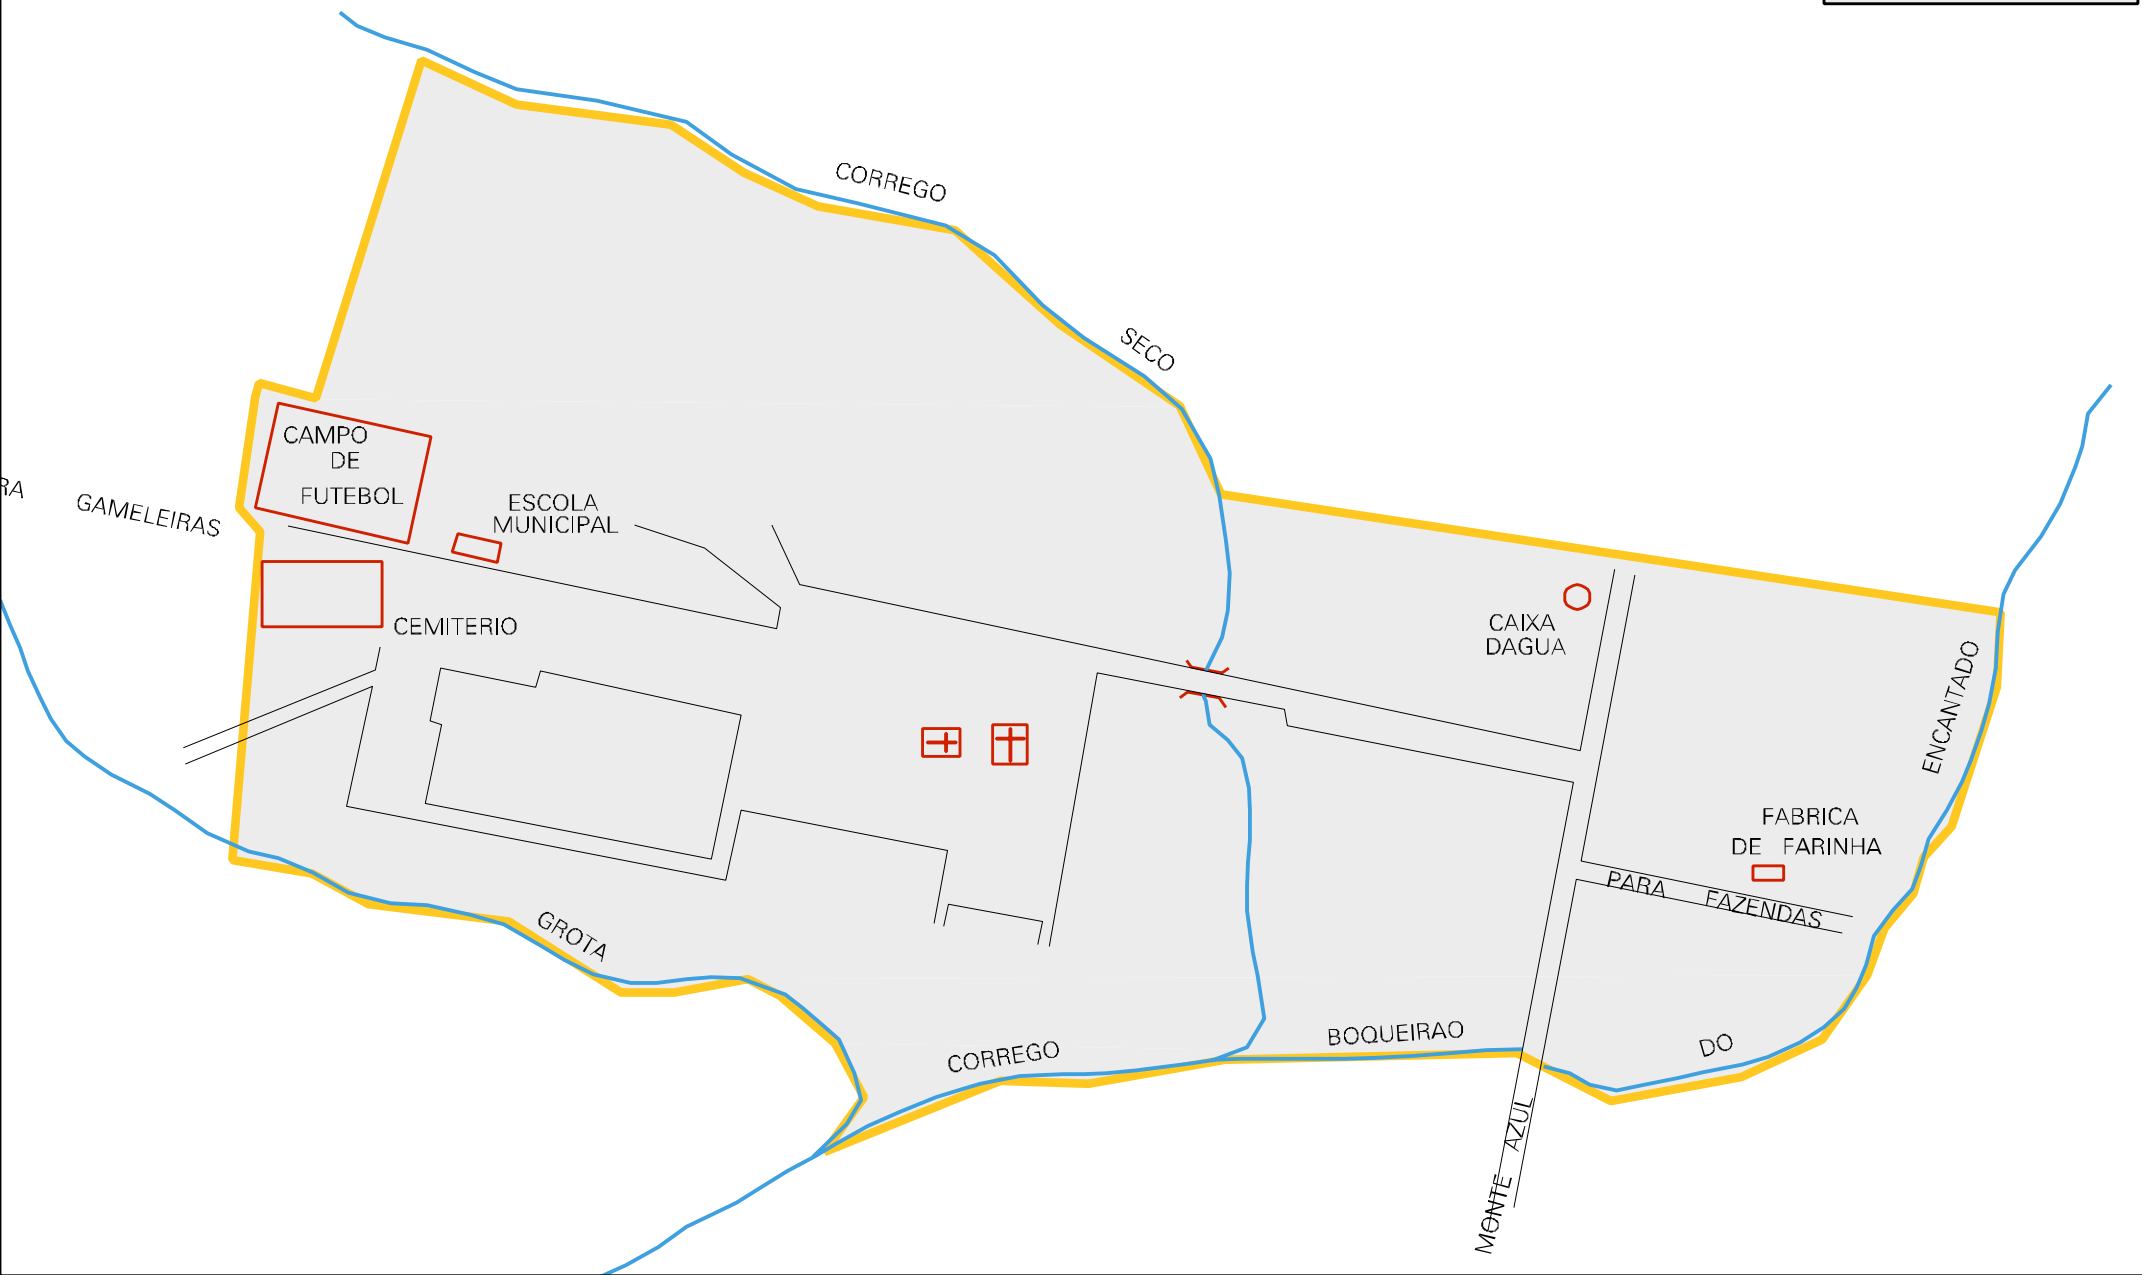 CORREGO
SECO
CAMPO
DE
FUTEBOL
RA GAMELEIRAS
ESCOLA
MUNICIPAL
CEMITERIO
CAIXA
DAGUA
ENCANTADO
FABRICA
DE FARINHA
PARA FAZENDAS
GROTA
CORREGO
BOQUEIRAO
DO
MONTE AZUL